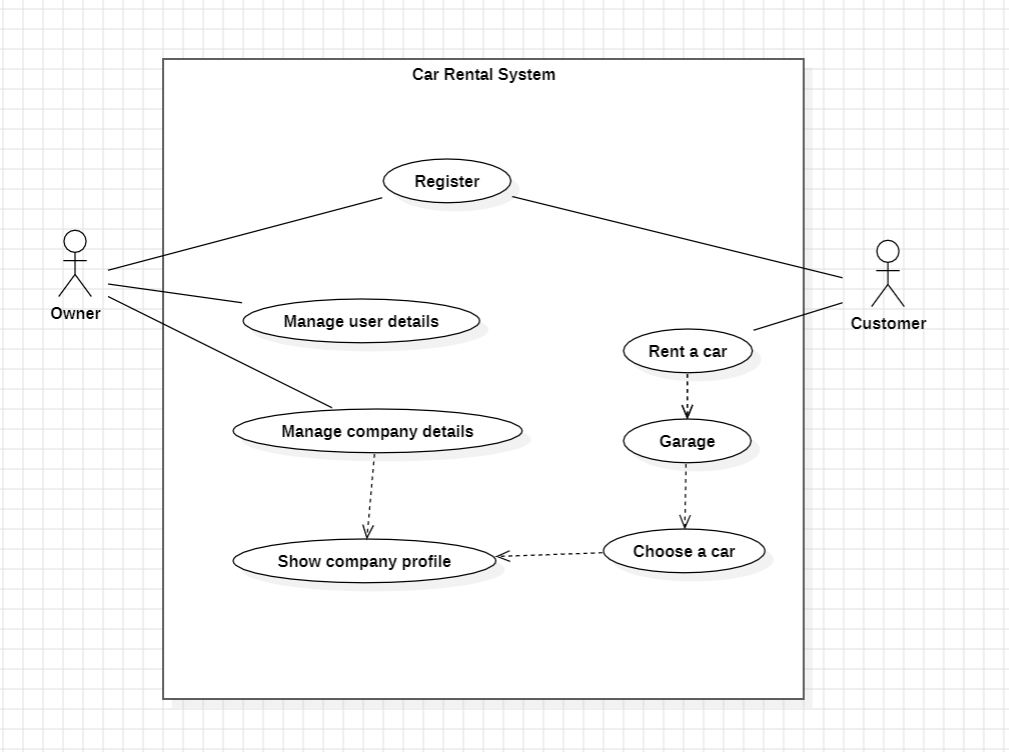 Car Rental System
Register
Owner
Manage user details
Customer
Rent a car
Manage company details
Garage
Show company profile
Choose a car